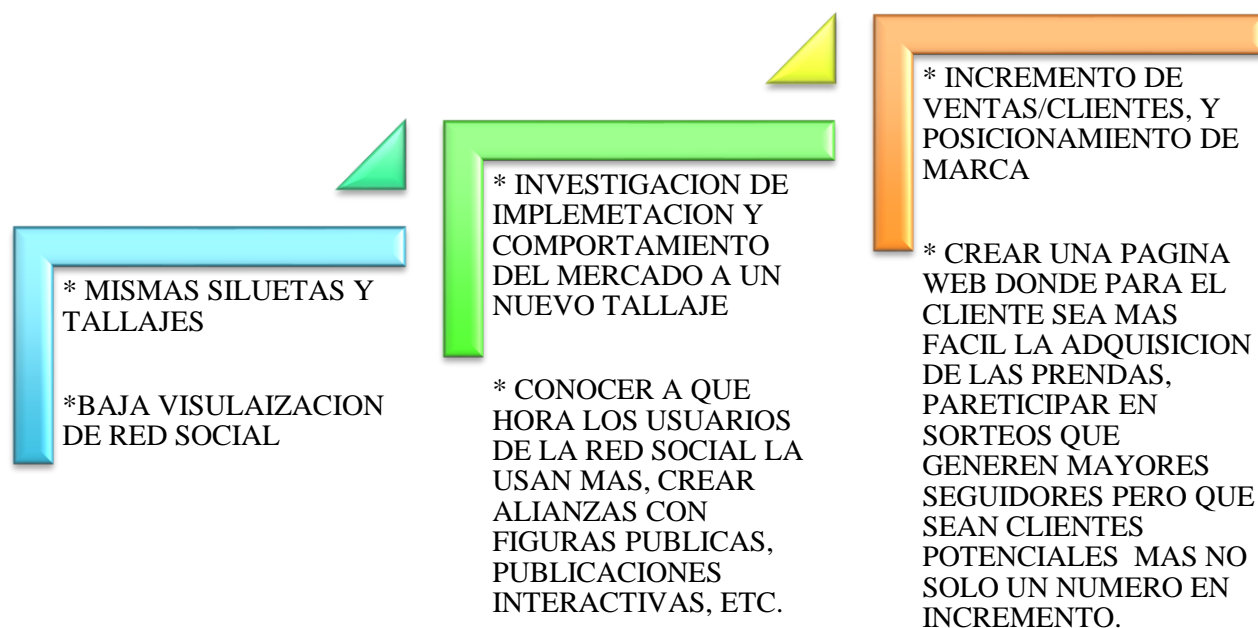 * MISMAS SILUETAS Y
TALLAJES
*BAJA VISULAIZACION
DE RED SOCIAL
* INVESTIGACION DE
IMPLEMETACION Y
COMPORTAMIENTO
DEL MERCADO A UN
NUEVO TALLAJE
* CONOCER A QUE
HORA LOS USUARIOS
DE LA RED SOCIAL LA
USAN MAS, CREAR
ALIANZAS CON
FIGURAS PUBLICAS,
PUBLICACIONES
INTERACTIVAS, ETC.
* INCREMENTO DE
VENTAS/CLIENTES, Y
POSICIONAMIENTO DE
MARCA
* CREAR UNA PAGINA
WEB DONDE PARA EL
CLIENTE SEA MAS
FACIL LA ADQUISICION
DE LAS PRENDAS,
PARETICIPAR EN
SORTEOS QUE
GENEREN MAYORES
SEGUIDORES PERO QUE
SEAN CLIENTES
POTENCIALES  MAS NO
SOLO UN NUMERO EN
INCREMENTO.